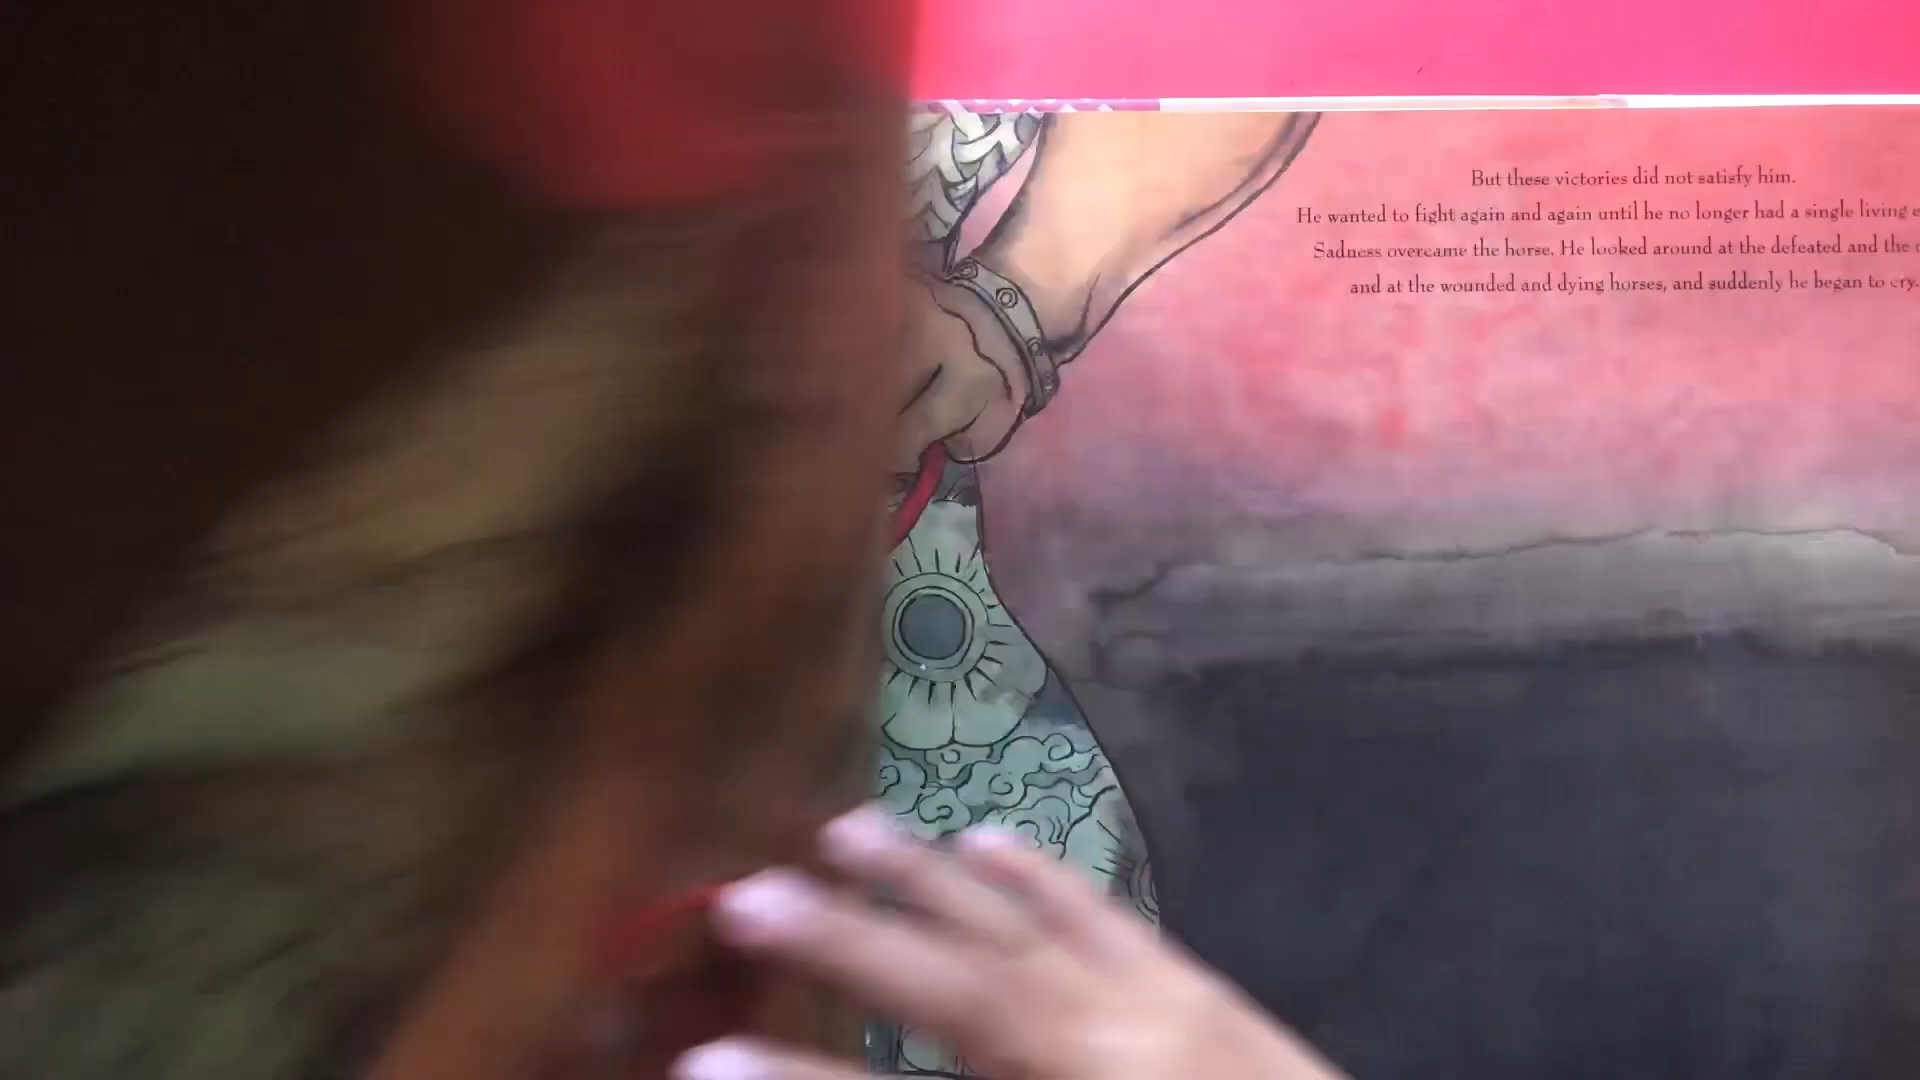 But these victories did not satisfy him.
He wanted to fight again and again until he no longer had a single living
Sadness overcame the horse. He looked around at the defeated and the
and at the wounded and dying horses, and suddenly he began to cry.